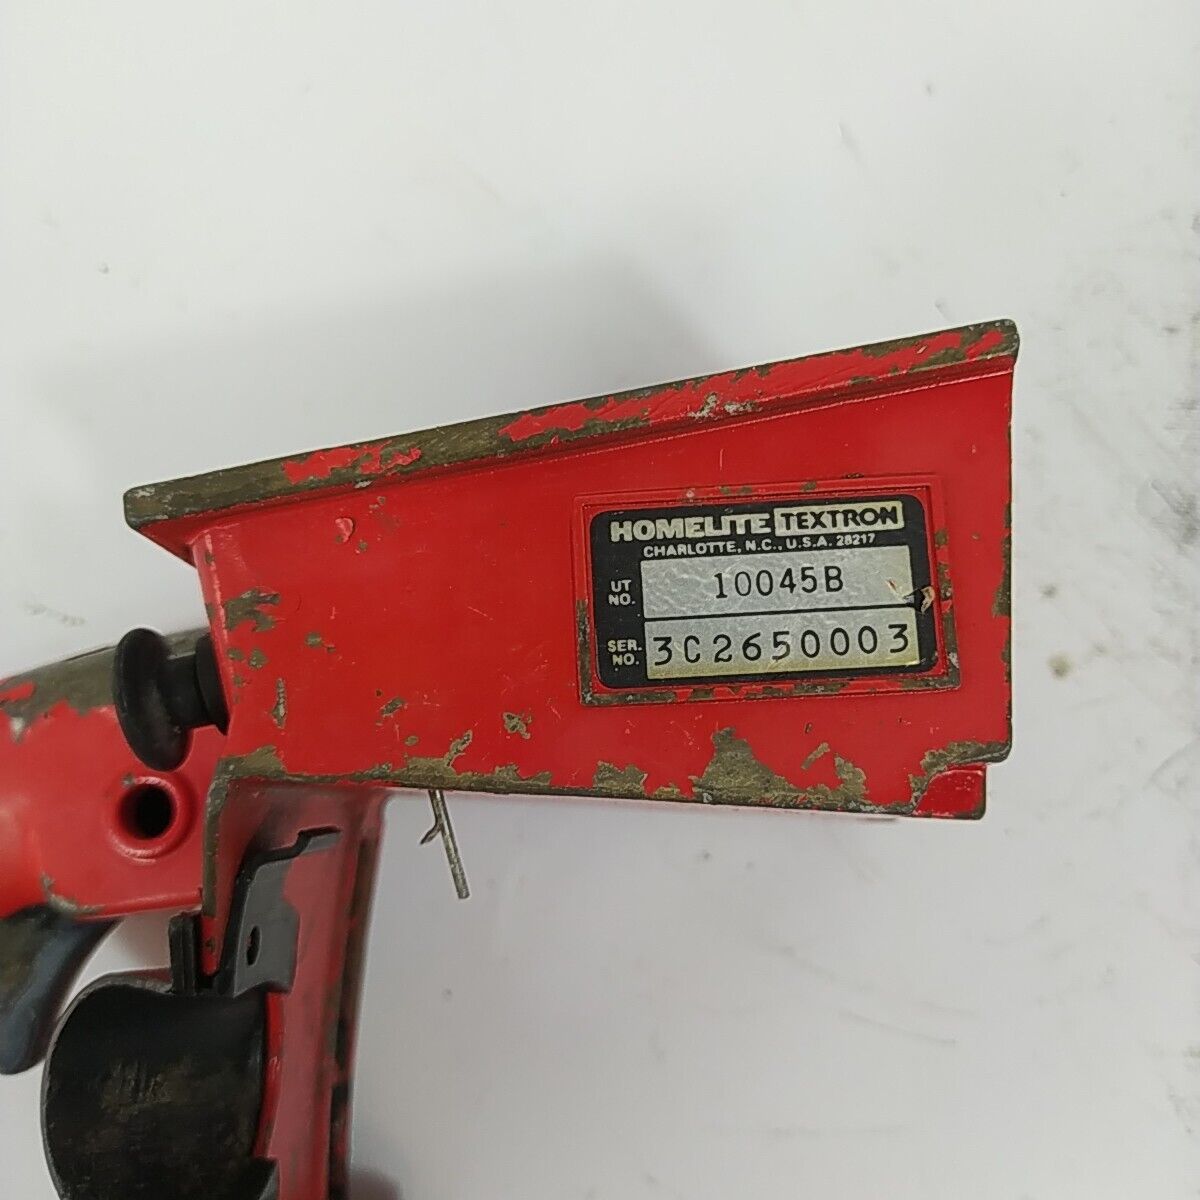 HOMELITE TEXTRON
CHARLOTTE, N.C., U.S.A. 28217
UT NO. 10045B
SER. NO. 3C2650003